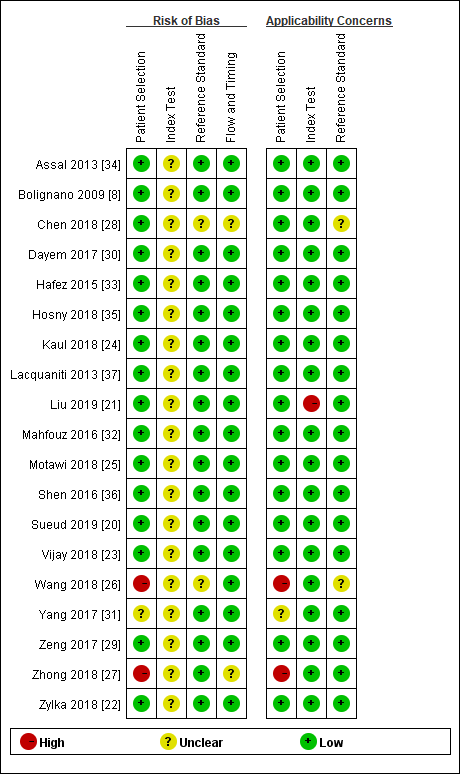 Risk of Bias Applicability Concerns
Patient Selection Index Test Reference Standard Flow and Timing Patient Selection Index Test Reference Standard
Assal 2013 [34] + ? + + + + +
Bolignano 2009 [8] + ? + + + + +
Chen 2018 [28] + ? ? ? + + ?
Dayem 2017 [30] + ? + + + + +
Hafez 2015 [33] + ? + + + + +
Hosny 2018 [35] + ? + + + + +
Kaul 2018 [24] + ? + + + + +
Lacquaniti 2013 [37] + ? + + + + +
Liu 2019 [21] + ? + + + - +
Mahfouz 2016 [32] + ? + + + + +
Motawi 2018 [25] + ? + + + + +
Shen 2016 [36] + ? + + + + +
Sueud 2019 [20] + ? + + + + +
Vijay 2018 [23] + ? + + + + +
Wang 2018 [26] - ? ? + - + ?
Yang 2017 [31] ? ? + + ? + +
Zeng 2017 [29] + ? + + + + +
Zhong 2018 [27] - ? + ? - + +
Zylka 2018 [22] + ? + + + + +
- High ? Unclear + Low